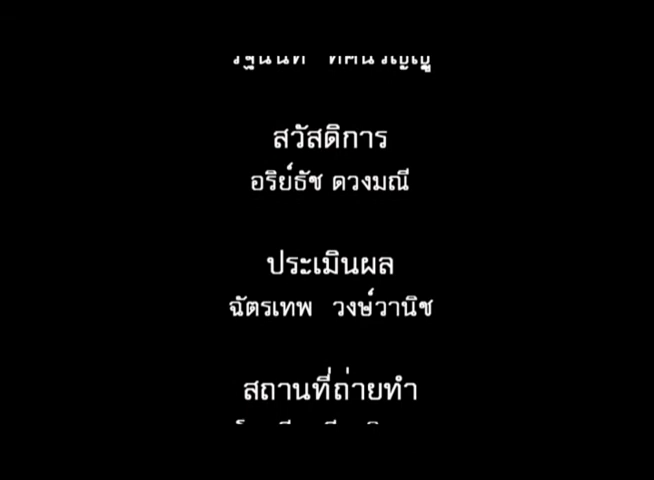 สวัสดิการ
อริย์ธัช ดวงมณี
ประเมินผล
ฉัตรเทพ วงษ์วานิช
สถานที่ถ่ายทำ